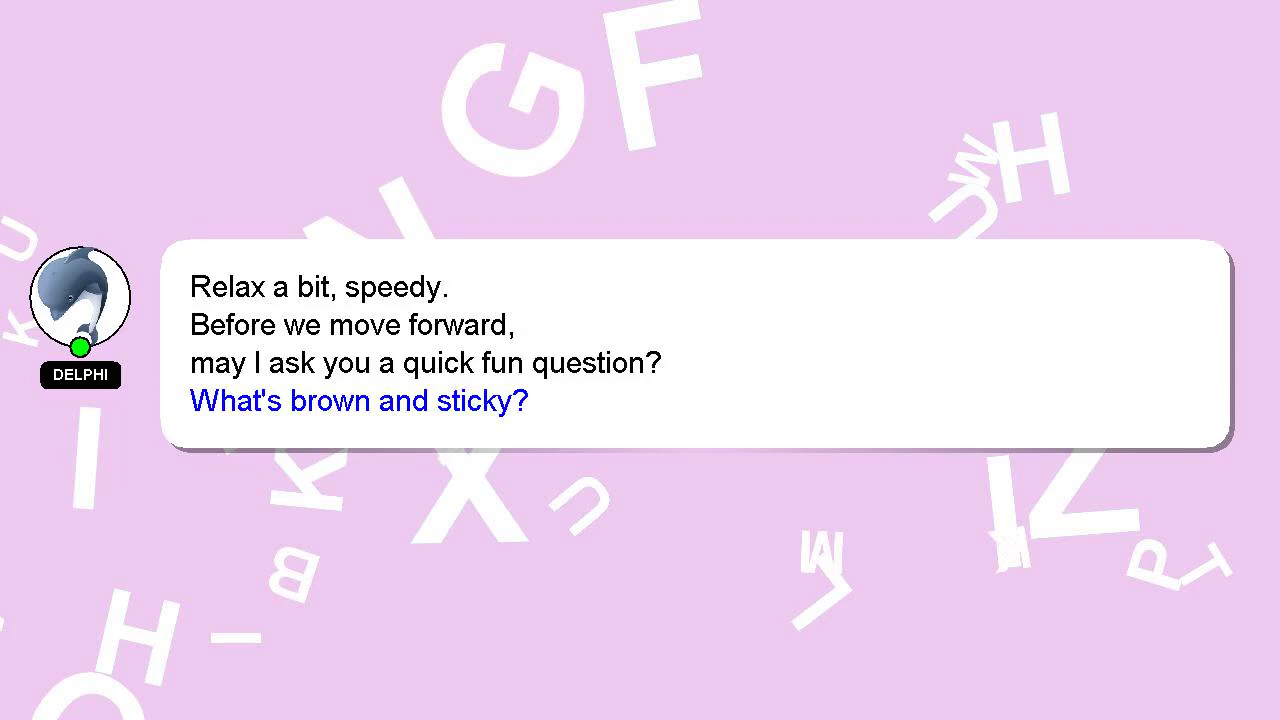 Relax a bit, speedy.
Before we move forward,
may I ask you a quick fun question?
What's brown and sticky?
DELPHI
G
F
H
W
U
N
U
K
I
K
X
U
B
H
I
O
M
L
I
Z
K
P
T